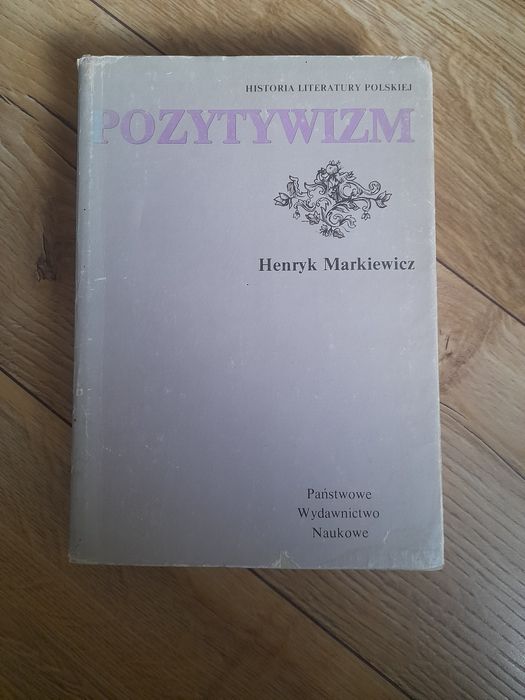 HISTORIA LITERATURY POLSKIEJ
POZYTYWIZM
Henryk Markiewicz
Państwowe
Wydawnictwo
Naukowe